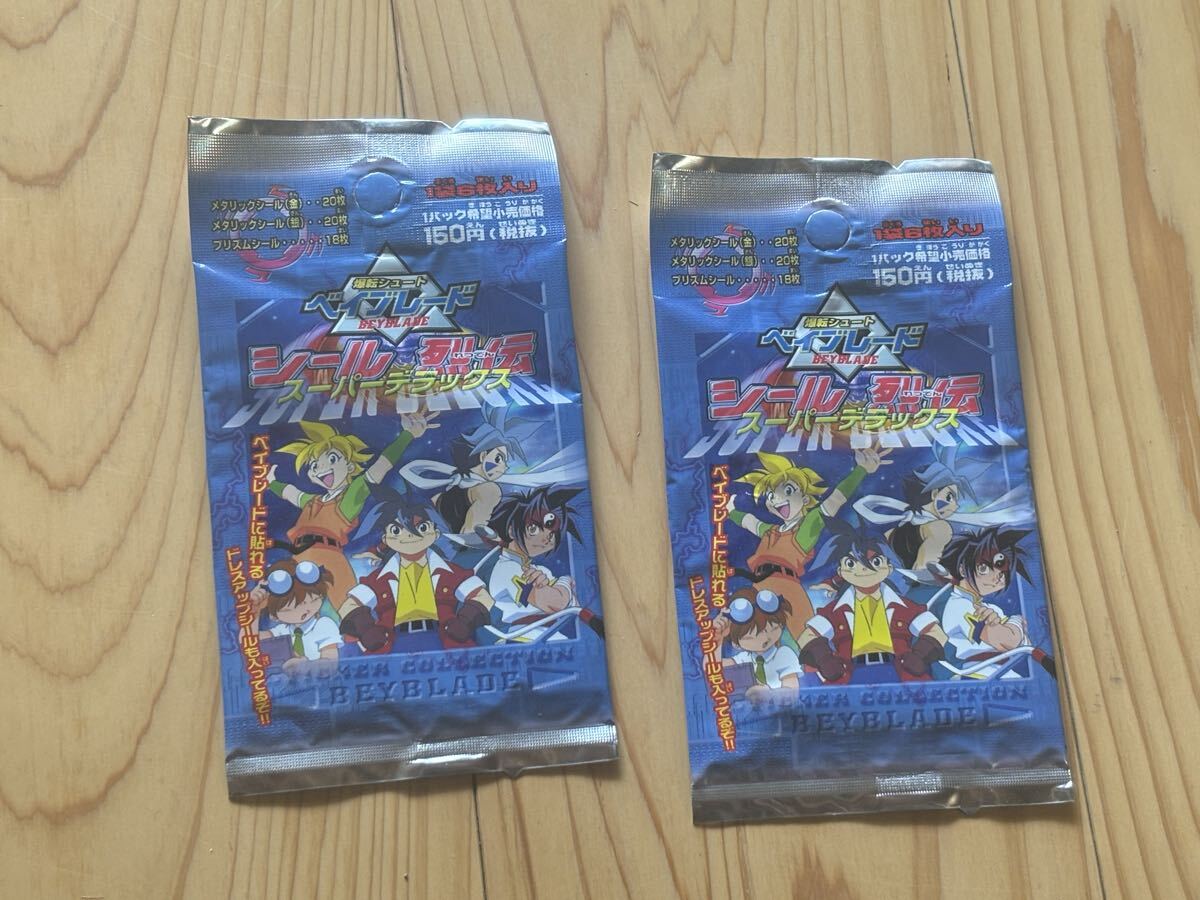 メタリックシール(金)‥20枚
メタリックシール(銀)‥20枚
プリズムシール‥‥‥18枚
1袋6枚入り
1パック希望小売価格
150円(税抜)
爆転シュート
ベイブレード
BEYBLADE
シール烈伝
スーパーデラックス
ベイブレードに貼れる
ドレスアップシールも入ってるぞ!!
COLLECTION
BEYBLADE
メタリックシール(金)‥20枚
メタリックシール(銀)‥20枚
プリズムシール‥‥‥18枚
1袋6枚入り
1パック希望小売価格
150円(税抜)
爆転シュート
ベイブレード
BEYBLADE
シール烈伝
スーパーデラックス
ベイブレードに貼れる
ドレスアップシールも入ってるぞ!!
COLLECTION
BEYBLADE